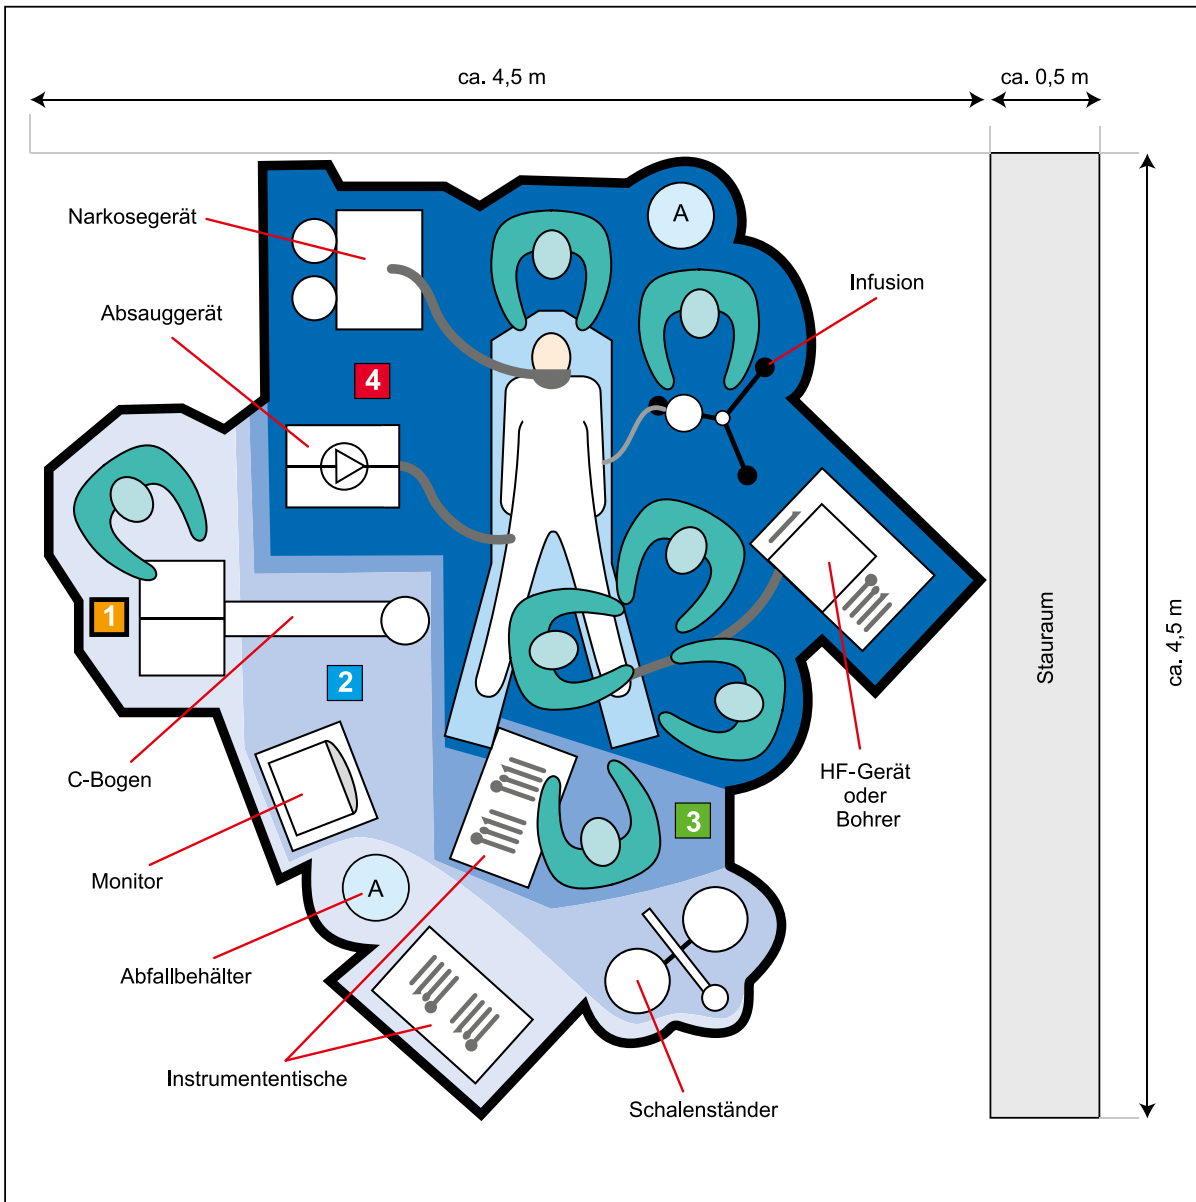 ca. 4,5 m
ca. 0,5 m
Narkosegerät
A
Infusion
Absauggerät
4
1
2
Stauraum
ca. 4,5 m
C-Bogen
HF-Gerät
oder
Bohrer
3
Monitor
A
Abfallbehälter
Instrumententische
Schalenständer